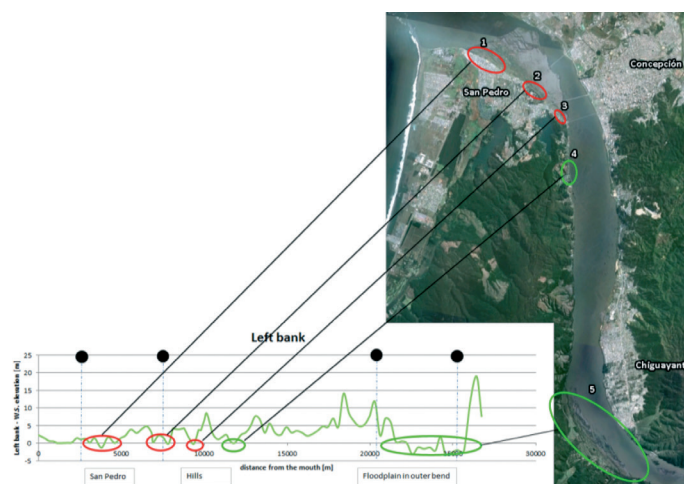 1
2
Concepción
San Pedro
3
4
Left bank
Chiguayant
5
Left bank - W.S. elevation [m]
25
20
15
10
5
0
-5
0
5000
10000
15000
20000
25000
30000
distance from the mouth [m]
San Pedro
Hills
Floodplain in outer bend